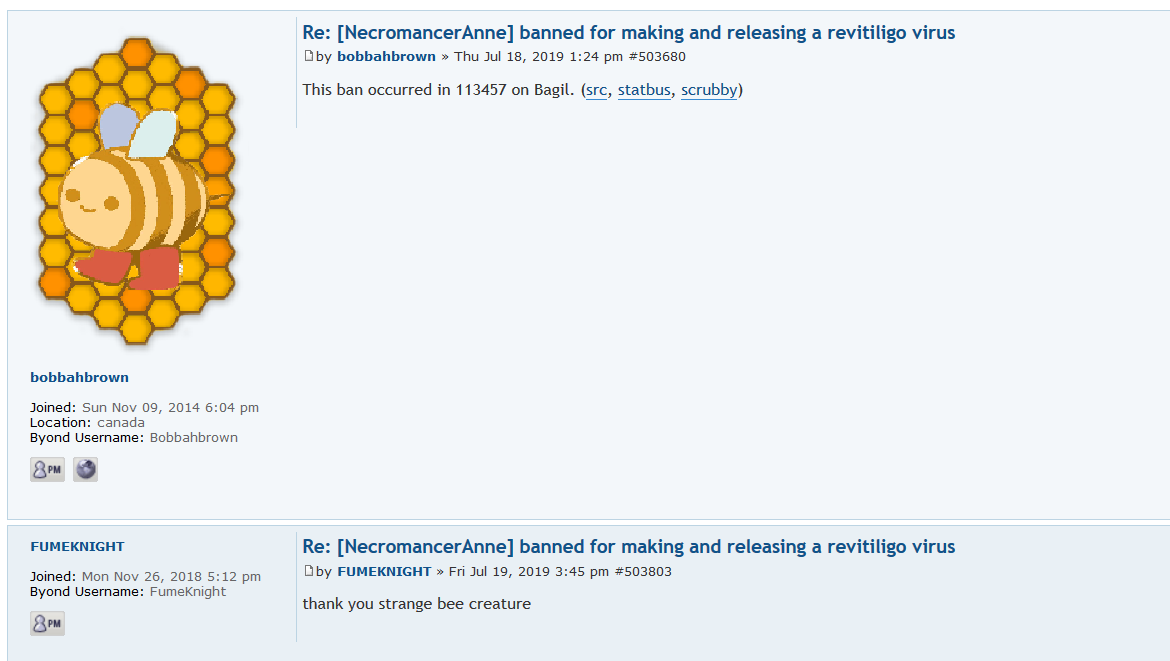 Re: [NecromancerAnne] banned for making and releasing a revitiligo virus
by bobbahbrown » Thu Jul 18, 2019 1:24 pm #503680
This ban occurred in 113457 on Bagil. (src, statbus, scrubby)
bobbahbrown
Joined: Sun Nov 09, 2014 6:04 pm
Location: canada
Byond Username: Bobbahbrown
PM
FUMEKNIGHT
Joined: Mon Nov 26, 2018 5:12 pm
Byond Username: FumeKnight
PM
Re: [NecromancerAnne] banned for making and releasing a revitiligo virus
by FUMEKNIGHT » Fri Jul 19, 2019 3:45 pm #503803
thank you strange bee creature